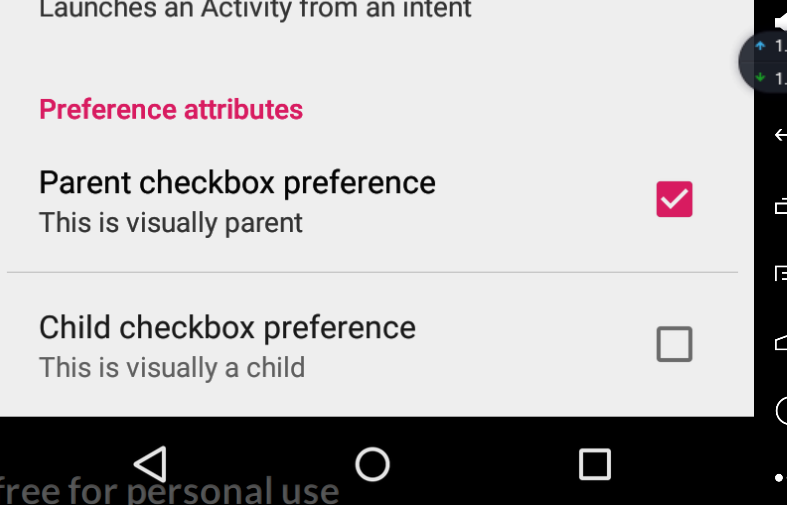 Launches an Activity from an intent
Preference attributes
Parent checkbox preference
This is visually parent
Child checkbox preference
This is visually a child
free for personal use
1.
1.